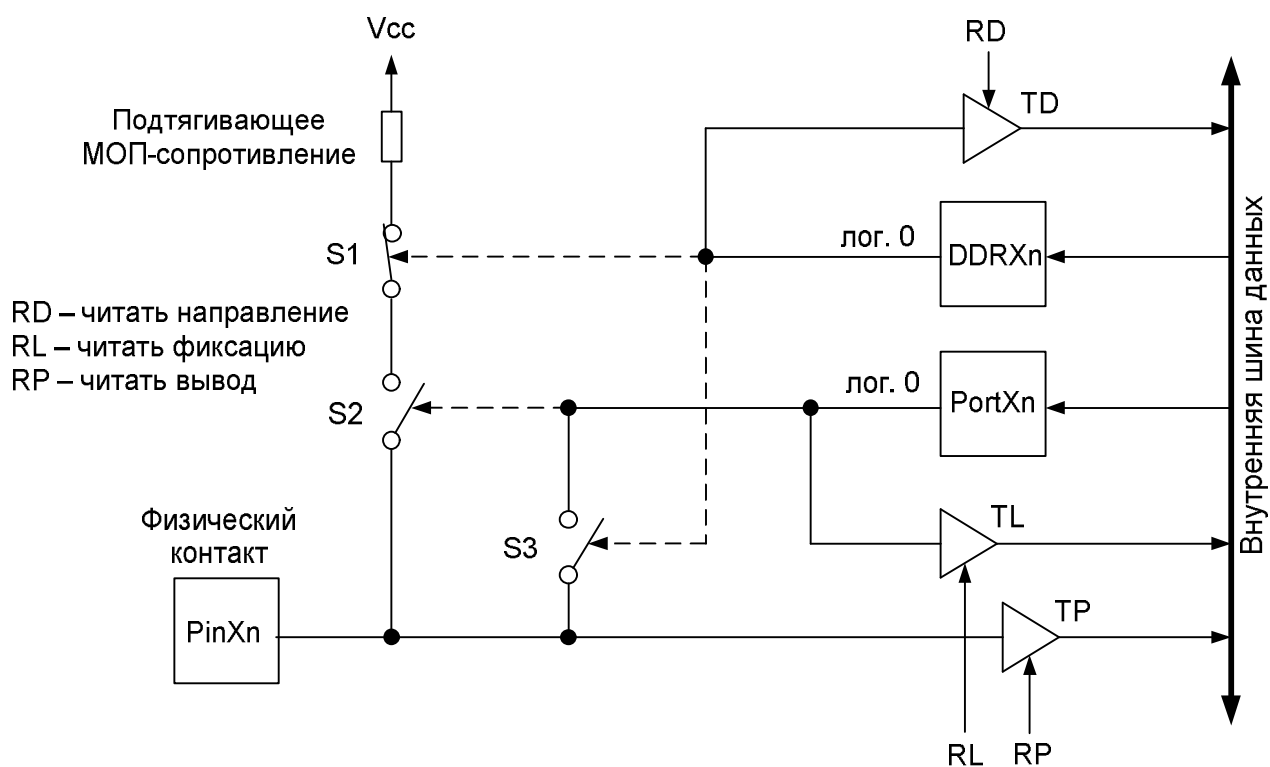 Vcc
RD
TD
Подтягивающее
МОП-сопротивление
S1
лог. 0
DDRXn
RD – читать направление
RL – читать фиксацию
RP – читать вывод
S2
лог. 0
PortXn
Внутренняя шина данных
Физический
контакт
S3
TL
PinXn
TP
RL
RP